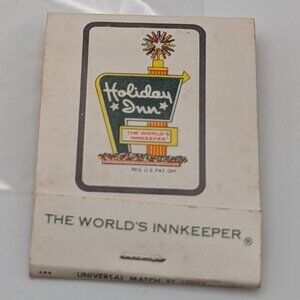 Holiday
Inn
THE WORLD'S
INNKEEPER
REG U.S. PAT. OFF.
THE WORLD'S INNKEEPER®
UNIVERSAL MATCH ST. LOUIS